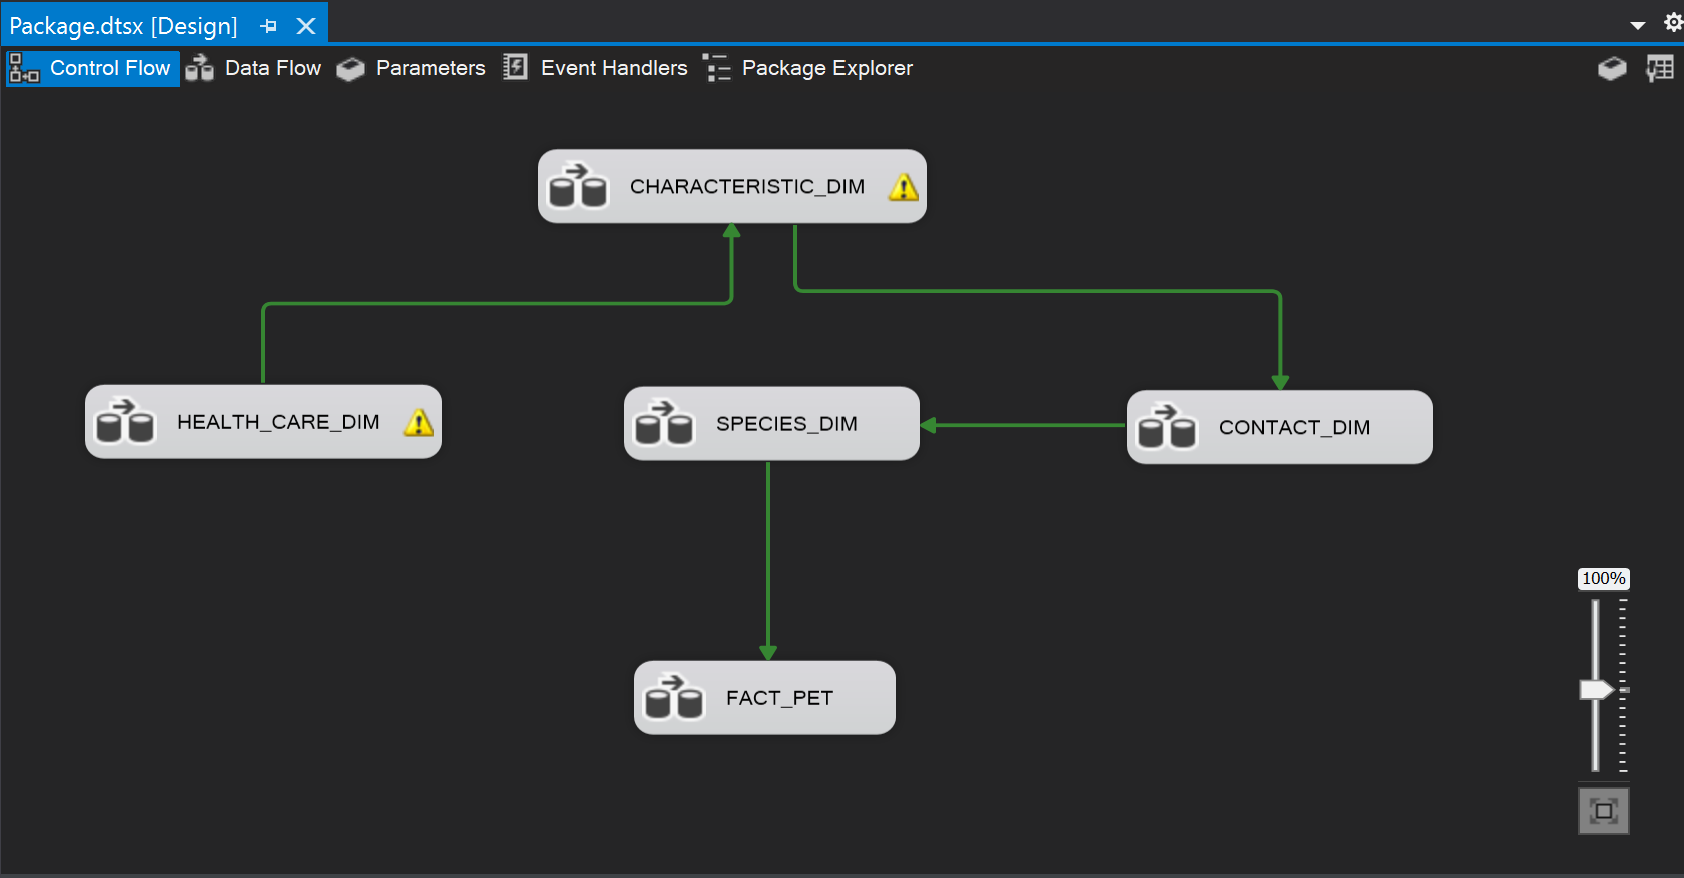 Package.dtsx [Design]
Control Flow Data Flow Parameters Event Handlers Package Explorer
CHARACTERISTIC_DIM
HEALTH_CARE_DIM
SPECIES_DIM
CONTACT_DIM
100%
FACT_PET